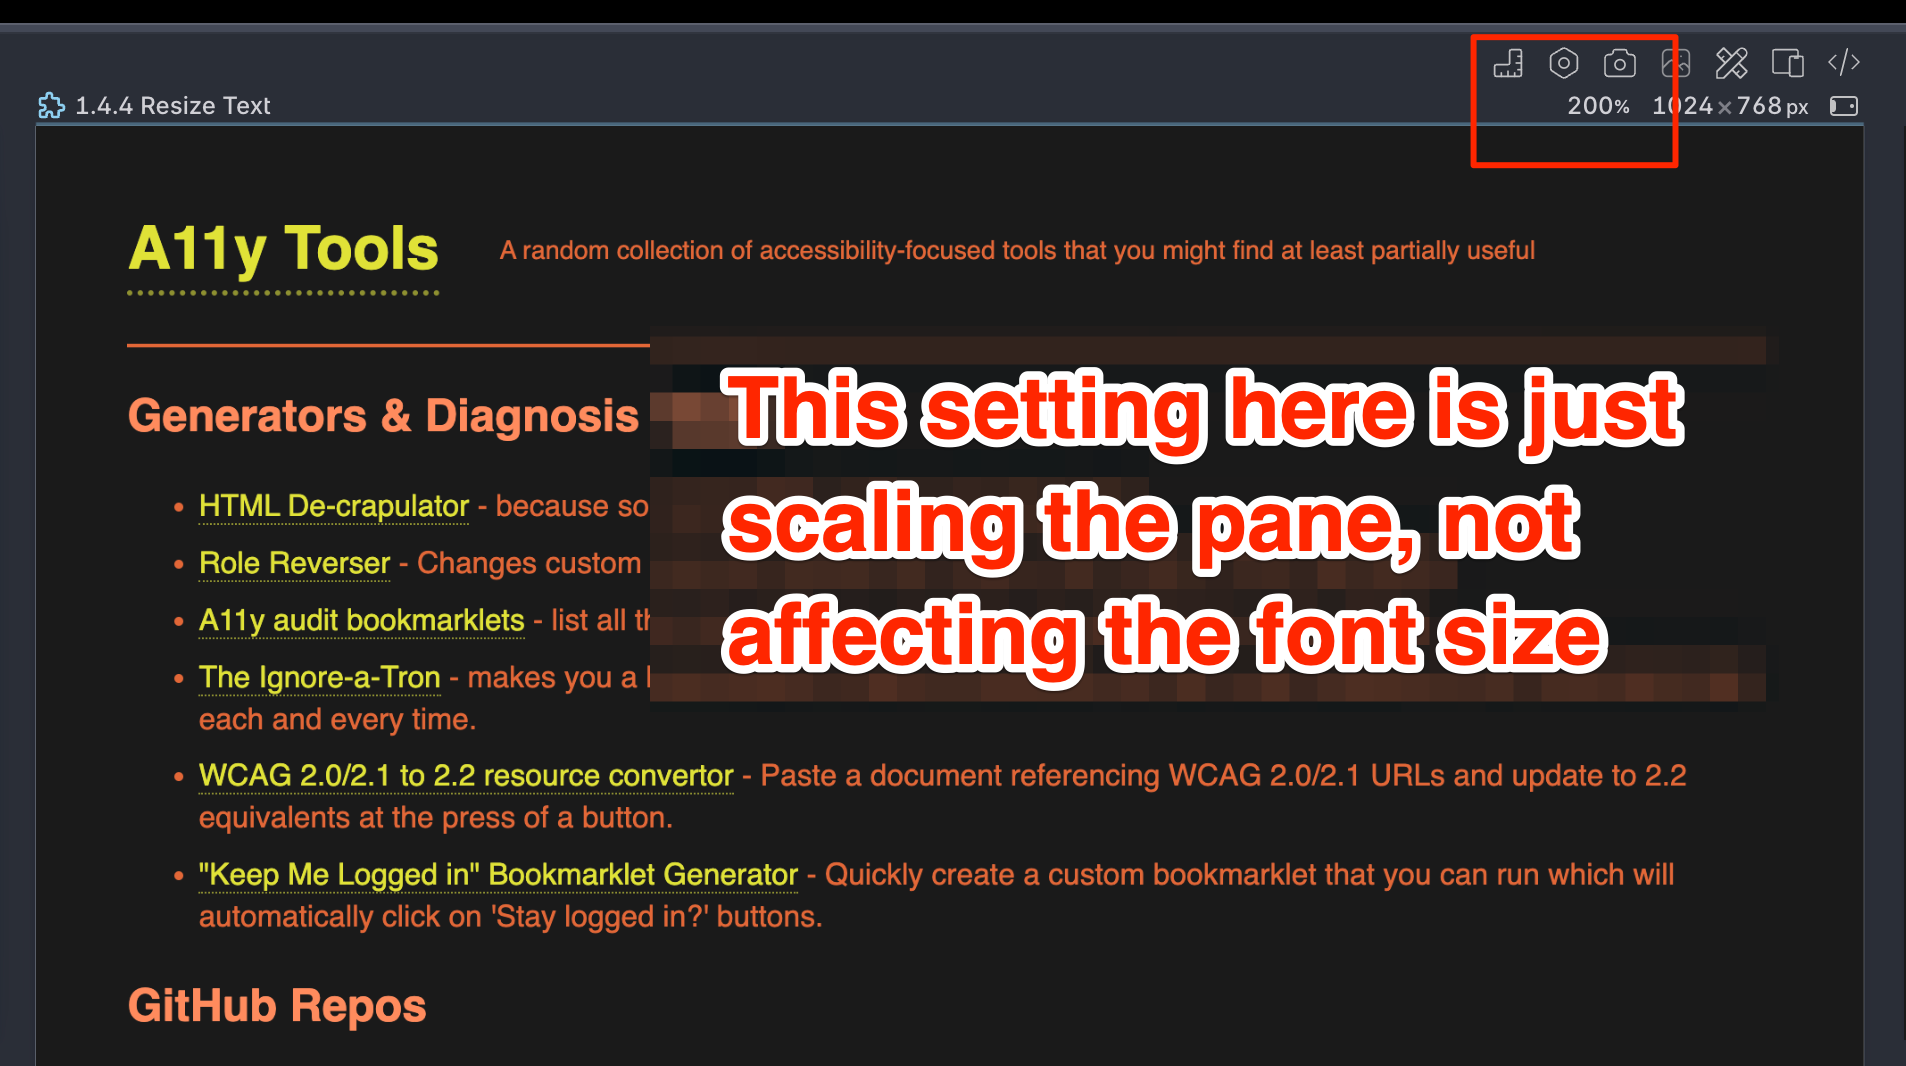 1.4.4 Resize Text
200%
1024×768 px
A11y Tools
A random collection of accessibility-focused tools that you might find at least partially useful
Generators & Diagnosis
This setting here is just
scaling the pane, not
affecting the font size
• HTML De-crapulator - because so
• Role Reverser - Changes custom
• A11y audit bookmarklets - list all
• The Ignore-a-Tron - makes you a
each and every time.
• WCAG 2.0/2.1 to 2.2 resource convertor - Paste a document referencing WCAG 2.0/2.1 URLs and update to 2.2
equivalents at the press of a button.
• "Keep Me Logged in" Bookmarklet Generator - Quickly create a custom bookmarklet that you can run which will
automatically click on 'Stay logged in?' buttons.
GitHub Repos